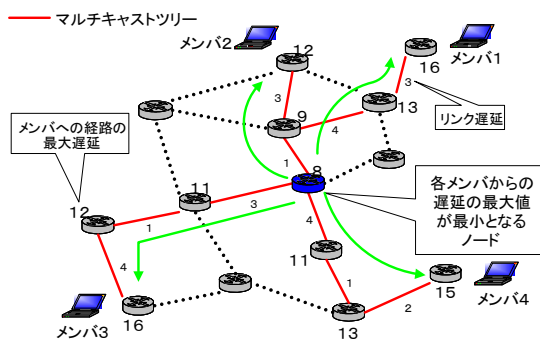 マルチキャストツリー
メンバ2
12
16
メンバ1
3
3
13
リンク遅延
メンバへの経路の
最大遅延
9
4
1
8
各メンバからの
遅延の最大値
が最小となる
ノード
11
3
12
1
4
4
11
15
メンバ4
1
2
メンバ3
16
13